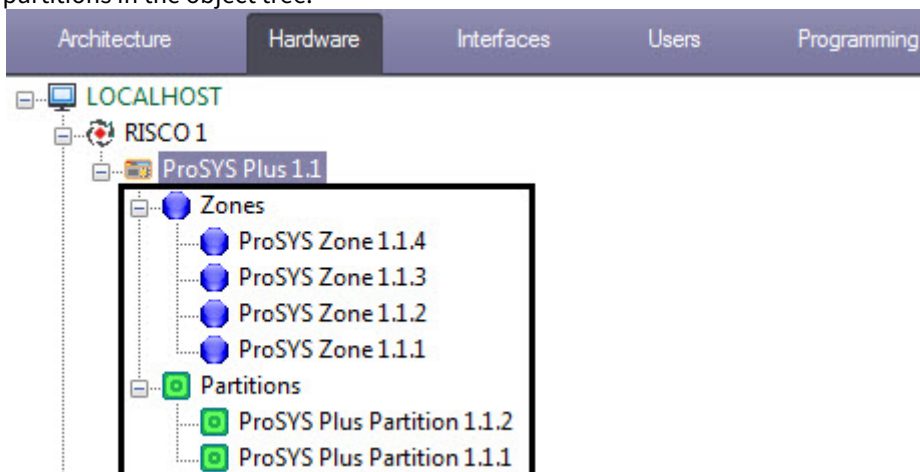 partitions in the object tree.
Architecture Hardware Interfaces Users Programming
LOCALHOST
RISCO 1
ProSYS Plus 1.1
Zones
ProSYS Zone 1.1.4
ProSYS Zone 1.1.3
ProSYS Zone 1.1.2
ProSYS Zone 1.1.1
Partitions
ProSYS Plus Partition 1.1.2
ProSYS Plus Partition 1.1.1